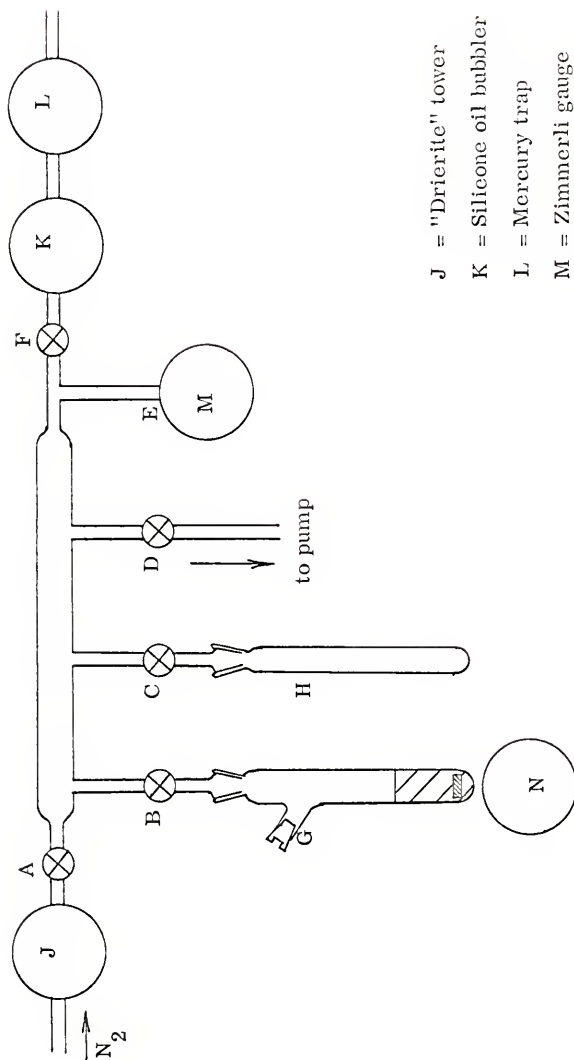 N2
J
A
B
G
N
C
H
D
to pump
E
M
F
K
L
J = "Drierite" tower
K = Silicone oil bubbler
L = Mercury trap
M = Zimmerli gauge